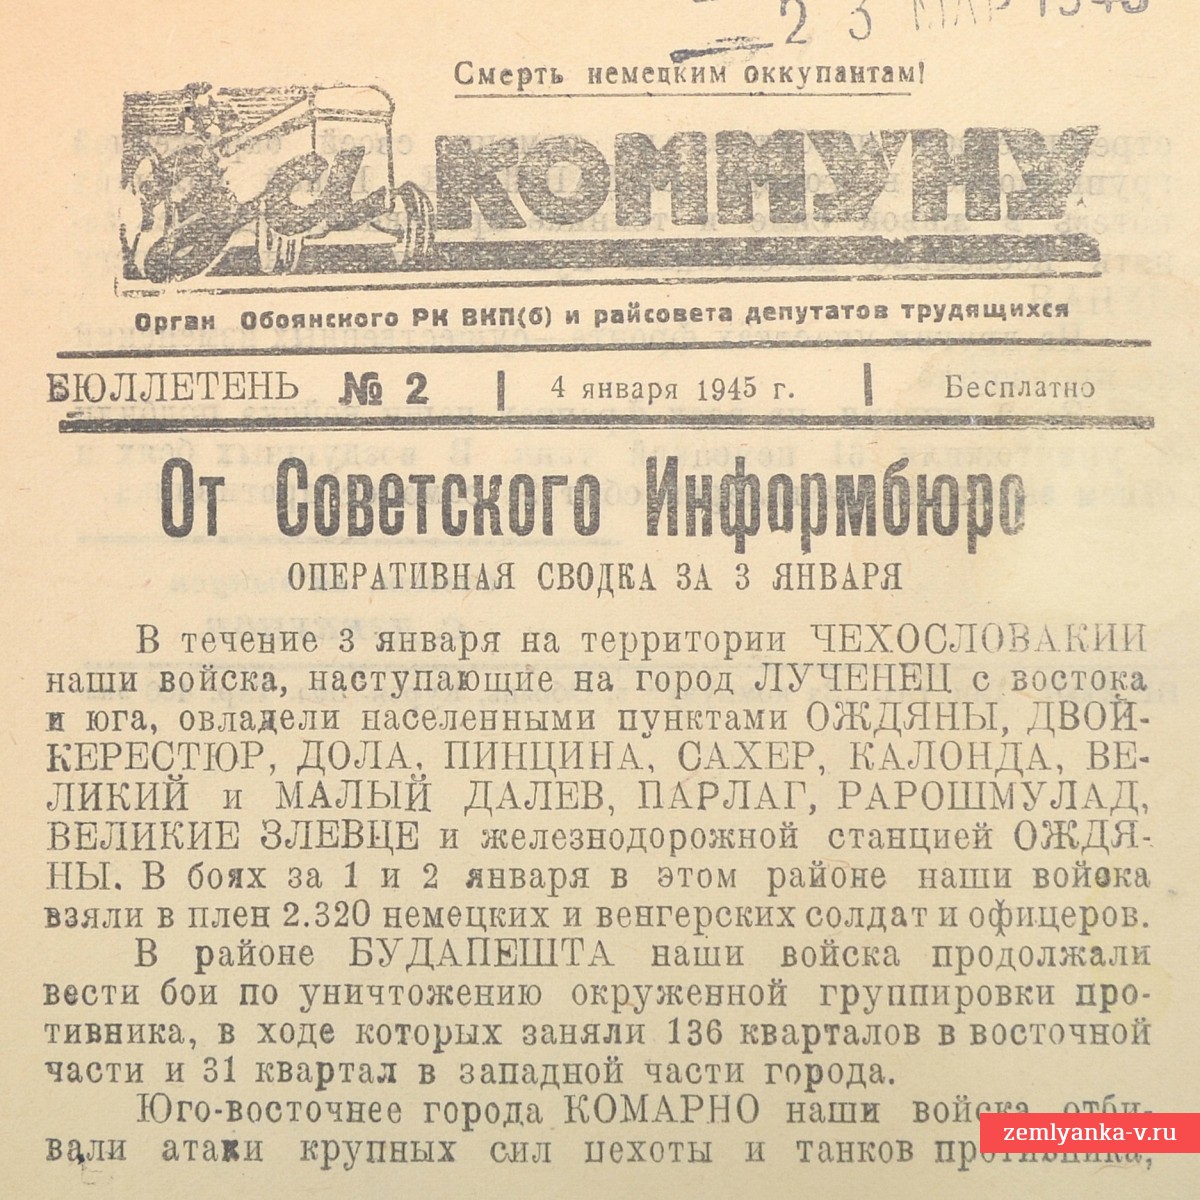 23 МАР 1945
Смерть немецким оккупантам!
За КОММУНУ
Орган Обоянского РК ВКП(б) и райсовета депутатов трудящихся
БЮЛЛЕТЕНЬ № 2 | 4 января 1945 г. | Бесплатно
От Советского Информбюро
ОПЕРАТИВНАЯ СВОДКА ЗА 3 ЯНВАРЯ
В течение 3 января на территории ЧЕХОСЛОВАКИИ
наши войска, наступающие на город ЛУЧЕНЕЦ с востока
и юга, овладели населенными пунктами ОЖДЯНЫ, ДВОЙ-
КЕРЕСТЮР, ДОЛА, ПИНЦИНА, САХЕР, КАЛОНДА, ВЕ-
ЛИКИЙ и МАЛЫЙ ДАЛЕВ, ПАРЛАГ, РАРОШМУЛАД,
ВЕЛИКИЕ ЗЛЕВЦЕ и железнодорожной станцией ОЖДЯ-
НЫ. В боях за 1 и 2 января в этом районе наши войска
взяли в плен 2.320 немецких и венгерских солдат и офицеров.
В районе БУДАПЕШТА наши войска продолжали
вести бои по уничтожению окруженной группировки про-
тивника, в ходе которых заняли 136 кварталов в восточной
части и 31 квартал в западной части города.
Юго-восточнее города КОМАРНО наши войска отби-
вали атаки крупных сил пехоты и танков противника,
zemlyanka-v.ru